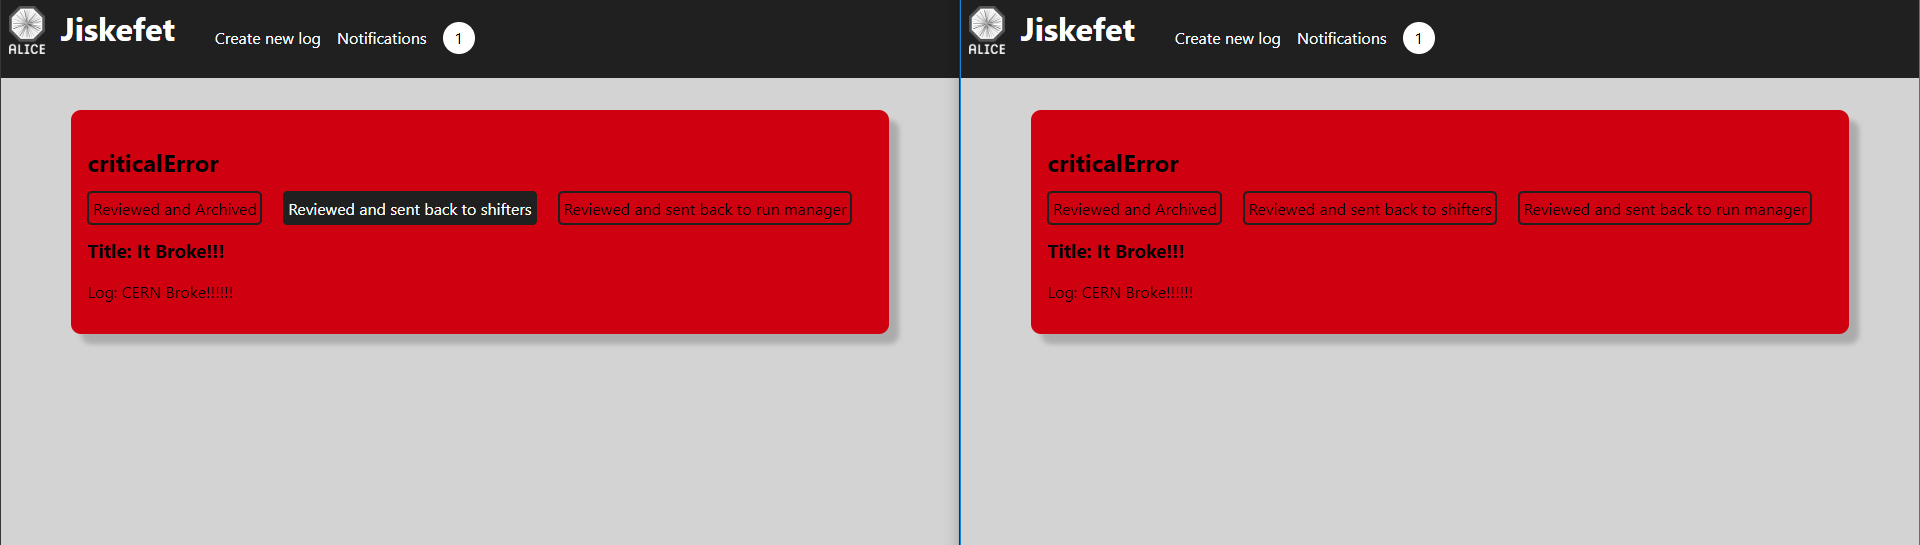 ALICE
Jiskefet
Create new log Notifications 1
criticalError
Reviewed and Archived Reviewed and sent back to shifters Reviewed and sent back to run manager
Title: It Broke!!!
Log: CERN Broke!!!!!!
ALICE
Jiskefet
Create new log Notifications 1
criticalError
Reviewed and Archived Reviewed and sent back to shifters Reviewed and sent back to run manager
Title: It Broke!!!
Log: CERN Broke!!!!!!